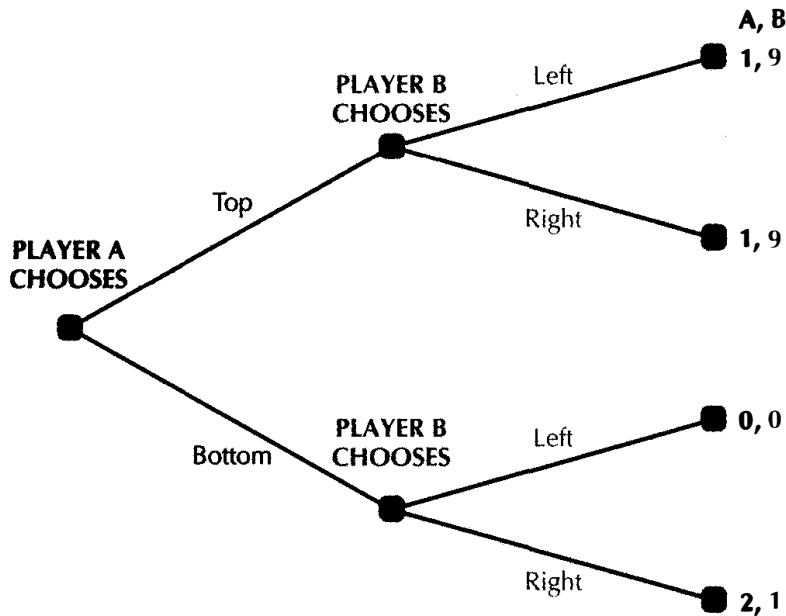 A, B
1, 9
Left
PLAYER B
CHOOSES
Top
Right
1, 9
PLAYER A
CHOOSES
0, 0
Left
PLAYER B
CHOOSES
Bottom
Right
2, 1